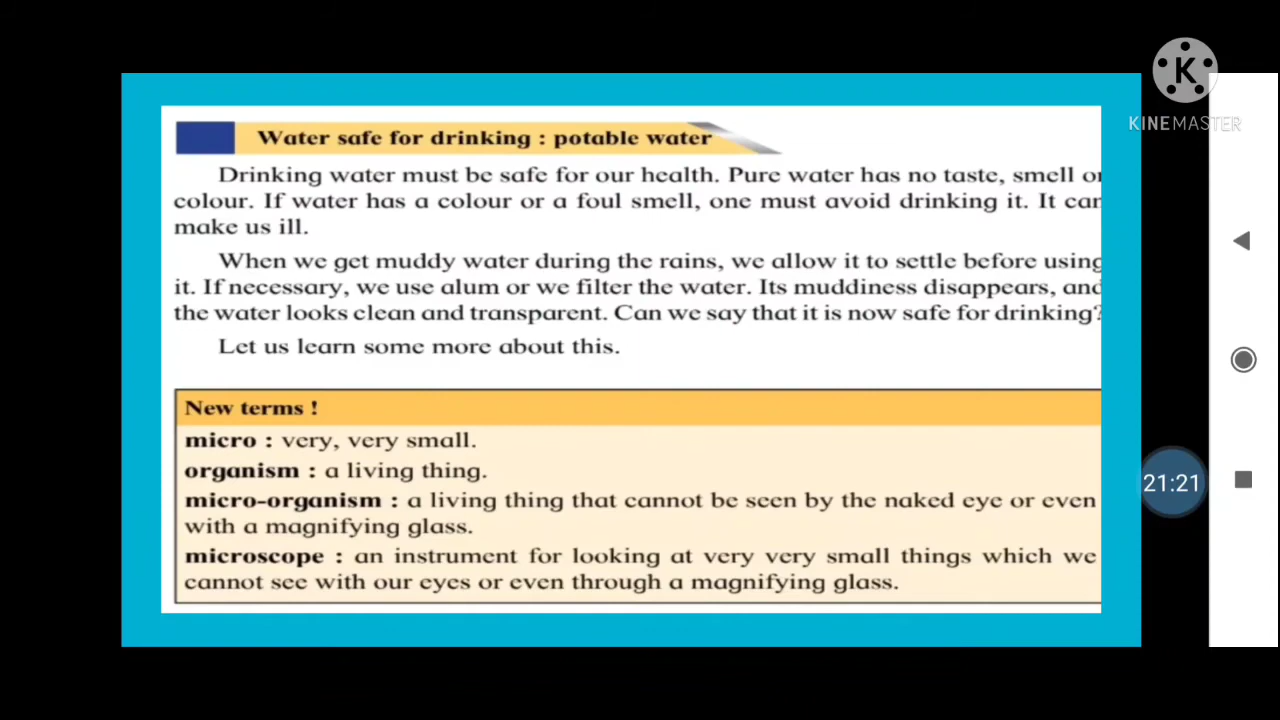 Water safe for drinking : potable water
Drinking water must be safe for our health. Pure water has no taste, smell or
colour. If water has a colour or a foul smell, one must avoid drinking it. It can
make us ill.
When we get muddy water during the rains, we allow it to settle before using
it. If necessary, we use alum or we filter the water. Its muddiness disappears, and
the water looks clean and transparent. Can we say that it is now safe for drinking?
Let us learn some more about this.
New terms !
micro : very, very small.
organism : a living thing.
micro-organism : a living thing that cannot be seen by the naked eye or even
with a magnifying glass.
microscope : an instrument for looking at very very small things which we
cannot see with our eyes or even through a magnifying glass.
K
KINEMASTER
21:21